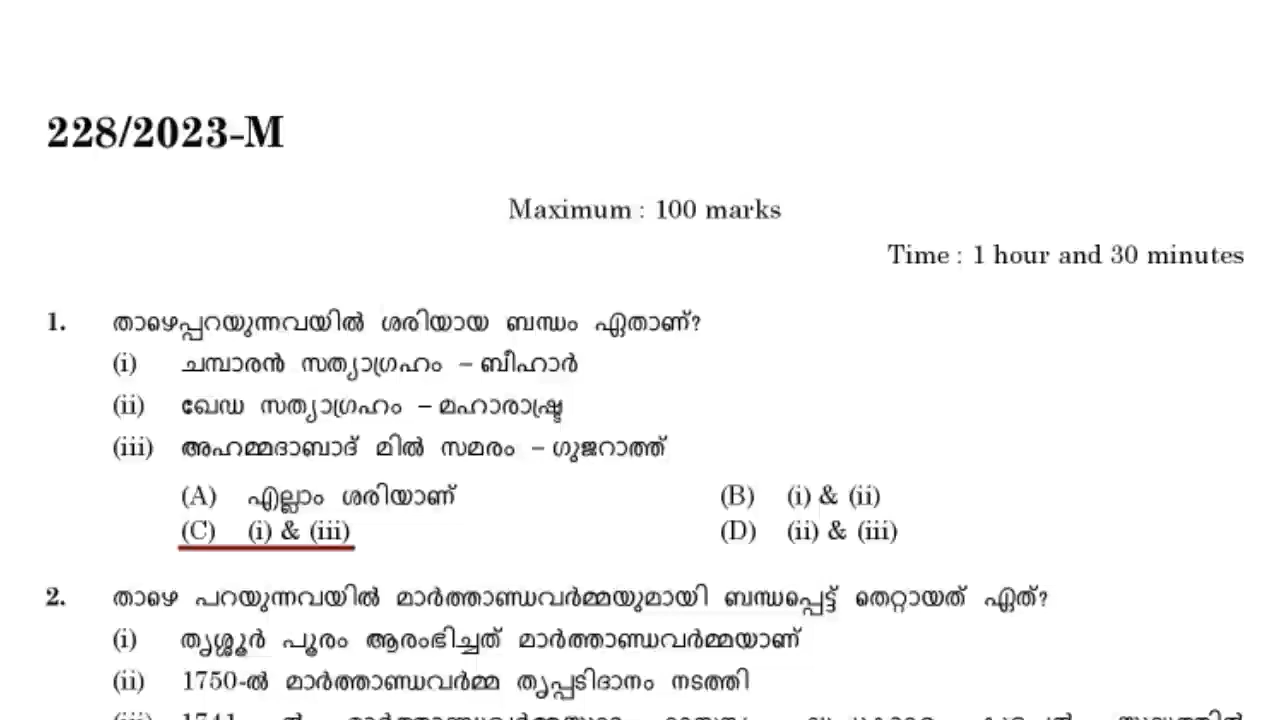 228/2023-M
Maximum : 100 marks
Time : 1 hour and 30 minutes
1. താഴെപ്പറയുന്നവയിൽ ശരിയായ ബന്ധം ഏതാണ്?
(i) ചമ്പാരൻ സത്യാഗ്രഹം – ബീഹാർ
(ii) ഖേഡ സത്യാഗ്രഹം – മഹാരാഷ്ട്ര
(iii) അഹമ്മദാബാദ് മിൽ സമരം – ഗുജറാത്ത്
(A) എല്ലാം ശരിയാണ് (B) (i) & (ii)
(C) (i) & (iii) (D) (ii) & (iii)
2. താഴെ പറയുന്നവയിൽ മാർത്താണ്ഡവർമ്മയുമായി ബന്ധപ്പെട്ട് തെറ്റായത് ഏത്?
(i) തൃശ്ശൂർ പൂരം ആരംഭിച്ചത് മാർത്താണ്ഡവർമ്മയാണ്
(ii) 1750-ൽ മാർത്താണ്ഡവർമ്മ തൃപ്പടിദാനം നടത്തി